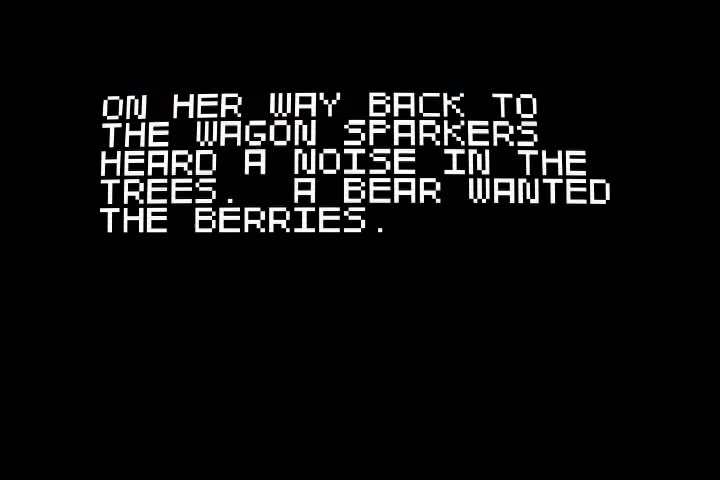 ON HER WAY BACK TO
THE WAGON SPARKERS
HEARD A NOISE IN THE
TREES.  A BEAR WANTED
THE BERRIES.